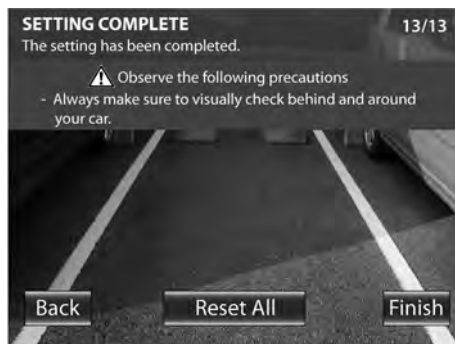 SETTING COMPLETE
13/13
The setting has been completed.
Observe the following precautions
- Always make sure to visually check behind and around
your car.
Back
Reset All
Finish